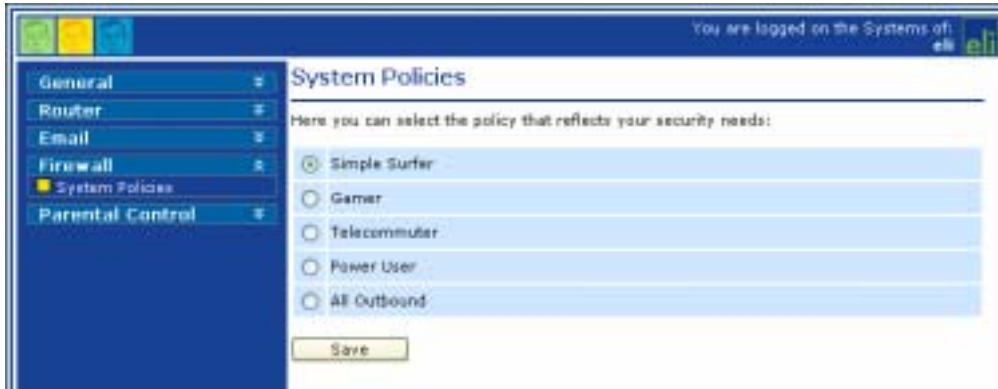 You are logged on the Systems of:
eli
eli
General
Router
Email
Firewall
System Policies
Parental Control
System Policies
Here you can select the policy that reflects your security needs:
Simple Surfer
Gamer
Telecommuter
Power User
All Outbound
Save